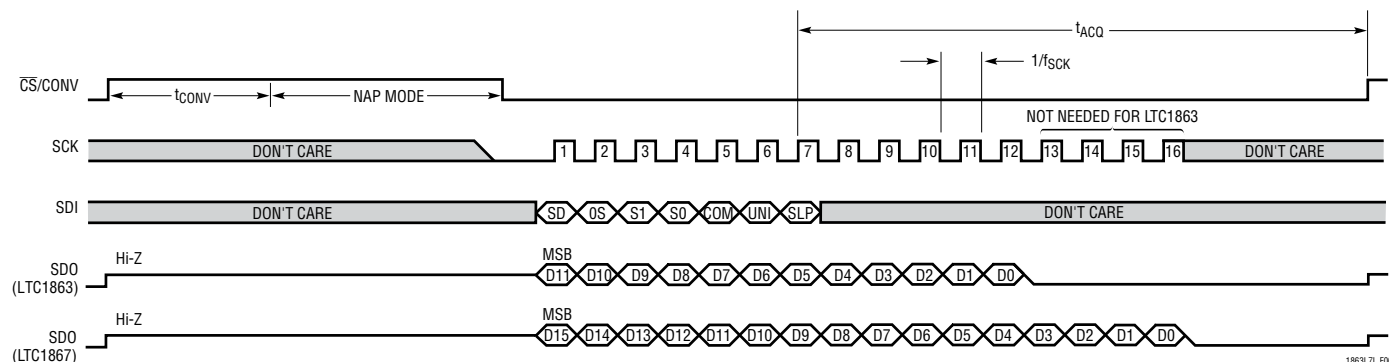 tACQ
1/fSCK
CS/CONV
tCONV
NAP MODE
NOT NEEDED FOR LTC1863
SCK
DON'T CARE
1 2 3 4 5 6 7 8 9 10 11 12 13 14 15 16
DON'T CARE
SDI
DON'T CARE
SD 0S S1 S0 COM UNI SLP
DON'T CARE
SDO
(LTC1863)
Hi-Z
MSB
D11 D10 D9 D8 D7 D6 D5 D4 D3 D2 D1 D0
SDO
(LTC1867)
Hi-Z
MSB
D15 D14 D13 D12 D11 D10 D9 D8 D7 D6 D5 D4 D3 D2 D1 D0